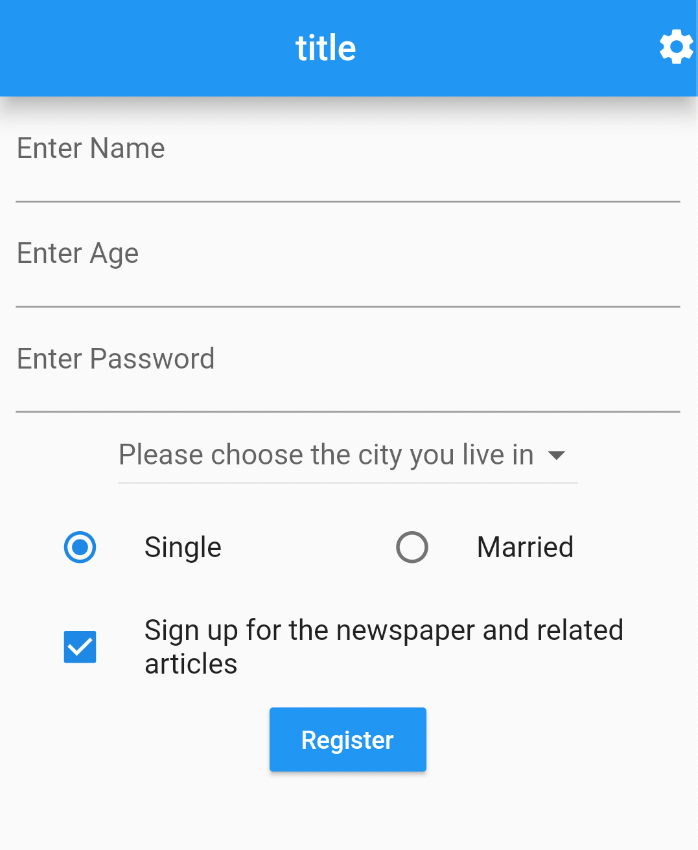 title
Enter Name
Enter Age
Enter Password
Please choose the city you live in
Single
Married
Sign up for the newspaper and related
articles
Register